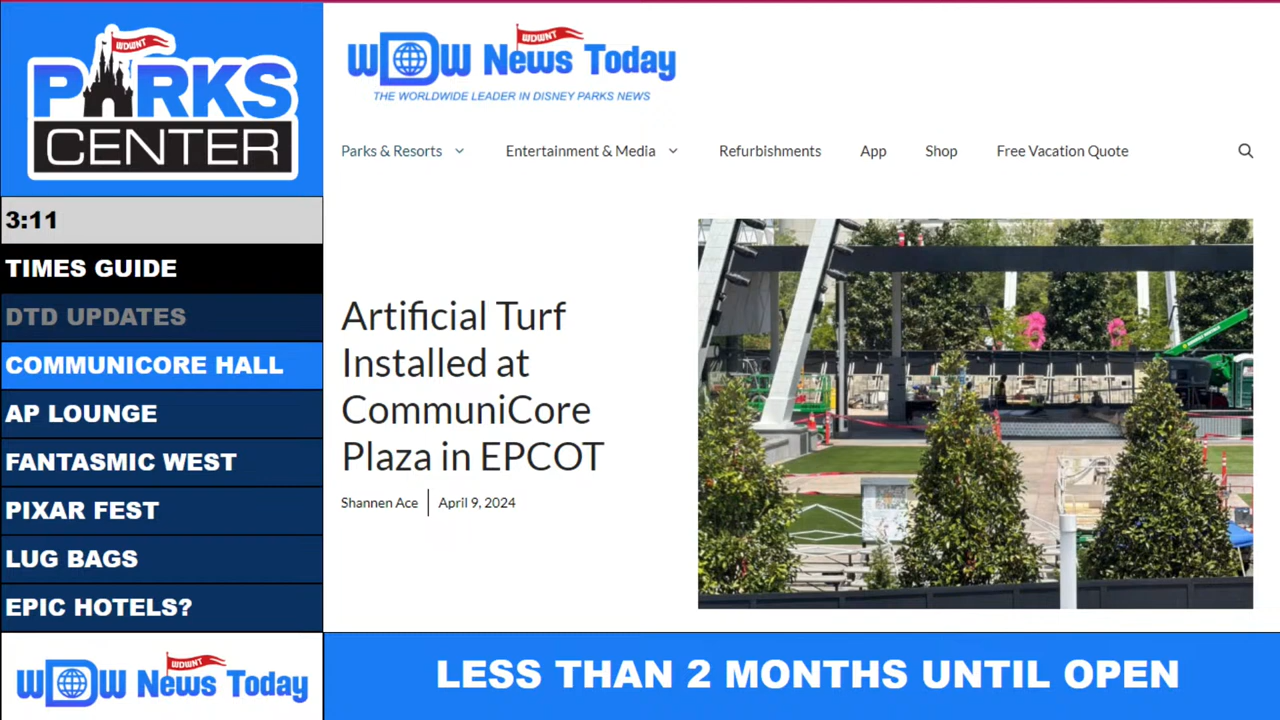 WDWNT
PARKS
CENTER
3:11
TIMES GUIDE
DTD UPDATES
COMMUNICORE HALL
AP LOUNGE
FANTASMIC WEST
PIXAR FEST
LUG BAGS
EPIC HOTELS?
WDWNT
WDW News Today
WDWNT
WDW News Today
THE WORLDWIDE LEADER IN DISNEY PARKS NEWS
Parks & Resorts Entertainment & Media Refurbishments App Shop Free Vacation Quote
Artificial Turf
Installed at
CommuniCore
Plaza in EPCOT
Shannen Ace | April 9, 2024
LESS THAN 2 MONTHS UNTIL OPEN